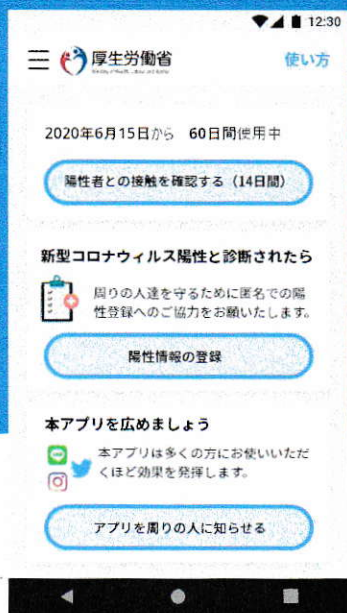 12:30
厚生労働省
使い方
2020年6月15日から 60日間使用中
陽性者との接触を確認する（14日間）
新型コロナウィルス陽性と診断されたら
周りの人達を守るために匿名での陽
性登録へのご協力をお願いいたします。
陽性情報の登録
本アプリを広めましょう
本アプリは多くの方にお使いいただ
くほど効果を発揮します。
アプリを周りの人に知らせる